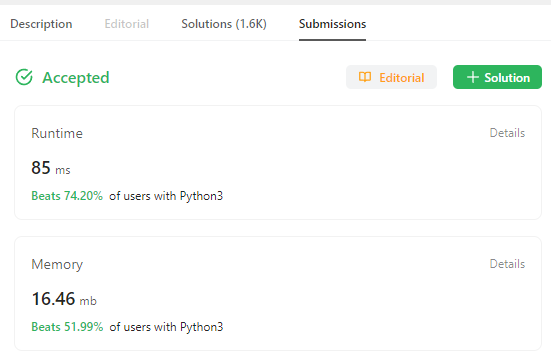 Description Editorial Solutions (1.6K) Submissions
Accepted Editorial + Solution
Runtime Details
85 ms
Beats 74.20% of users with Python3
Memory Details
16.46 mb
Beats 51.99% of users with Python3